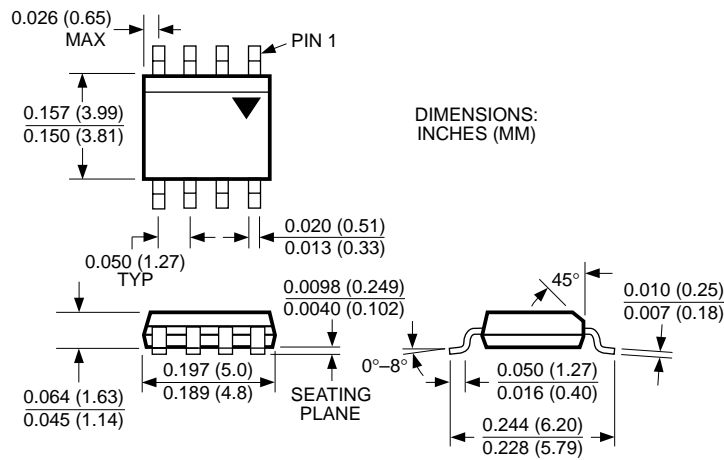 0.026 (0.65)
MAX
PIN 1
0.157 (3.99)
0.150 (3.81)
DIMENSIONS:
INCHES (MM)
0.020 (0.51)
0.013 (0.33)
0.050 (1.27)
TYP
0.0098 (0.249)
0.0040 (0.102)
45°
0.010 (0.25)
0.007 (0.18)
0°–8°
0.197 (5.0)
0.189 (4.8)
SEATING
PLANE
0.050 (1.27)
0.016 (0.40)
0.064 (1.63)
0.045 (1.14)
0.244 (6.20)
0.228 (5.79)